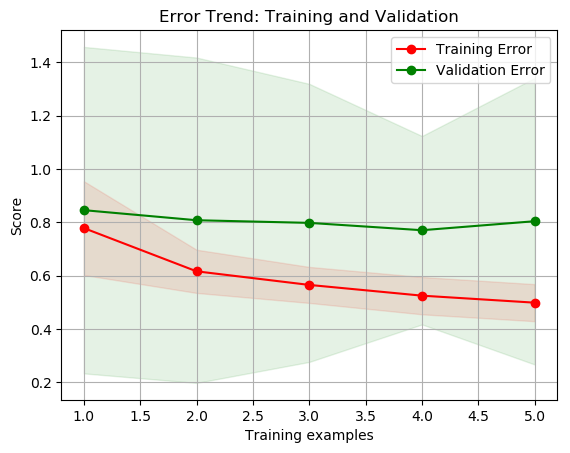 Error Trend: Training and Validation
Training Error
Validation Error
Score
1.4
1.2
1.0
0.8
0.6
0.4
0.2
1.0 1.5 2.0 2.5 3.0 3.5 4.0 4.5 5.0
Training examples